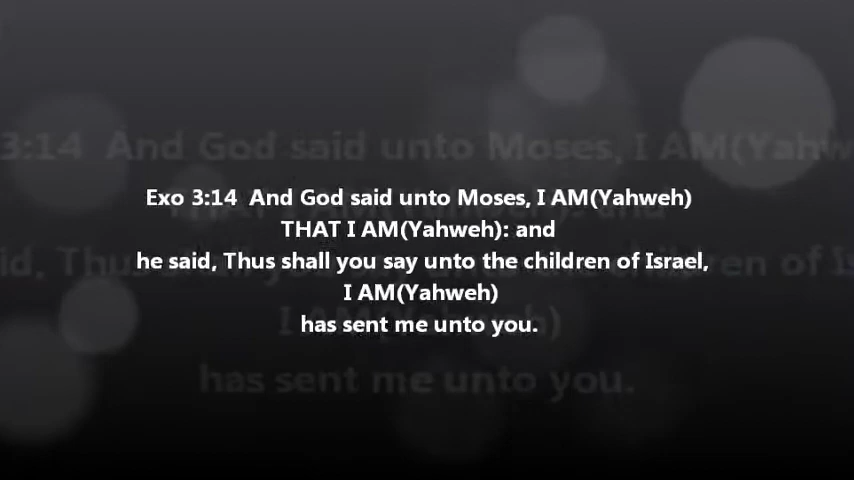 Exo 3:14  And God said unto Moses, I AM(Yahweh)
THAT I AM(Yahweh): and
he said, Thus shall you say unto the children of Israel,
I AM(Yahweh)
has sent me unto you.